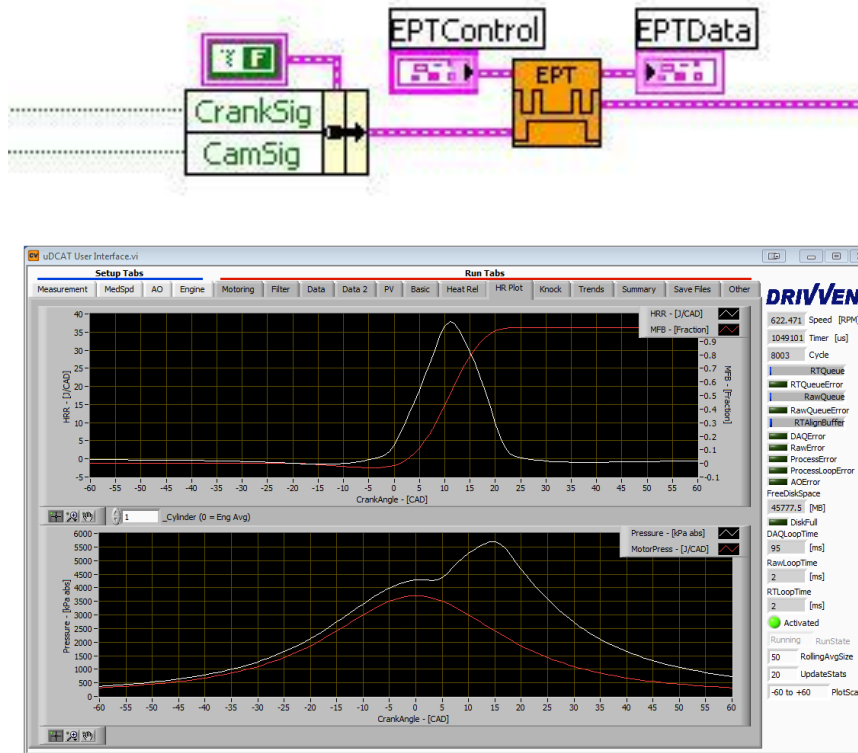 EPTControl
EPTData
F
EPT
CrankSig
CamSig
CV uDCAT User Interface.vi
Setup Tabs Run Tabs
Measurement MedSpd AO Engine Motoring Filter Data Data 2 PV Basic Heat Rel HR Plot Knock Trends Summary Save Files Other
DRIVVEN
HRR - [J/CAD]
MFB - [Fraction]
40
35
30
25
20
15
10
5
0
-5
HRR - [J/CAD]
-0.9
-0.8
-0.7
-0.6
-0.5
-0.4
-0.3
-0.2
-0.1
-0
--0.1
MFB - [Fraction]
-60 -55 -50 -45 -40 -35 -30 -25 -20 -15 -10 -5 0 5 10 15 20 25 30 35 40 45 50 55 60
CrankAngle - [CAD]
1 _Cylinder (0 = Eng Avg)
Pressure - [kPa abs]
MotorPress - [J/CAD]
6000
5500
5000
4500
4000
3500
3000
2500
2000
1500
1000
500
0
Pressure - [kPa abs]
-60 -55 -50 -45 -40 -35 -30 -25 -20 -15 -10 -5 0 5 10 15 20 25 30 35 40 45 50 55 60
CrankAngle - [CAD]
622.471 Speed [RPM]
1049101 Timer [us]
8003 Cycle
RTQueue
RTQueueError
RawQueue
RawQueueError
RTAlignBuffer
DAQError
RawError
ProcessError
ProcessLoopError
AOError
FreeDiskSpace
45777.5 [MB]
DiskFull
DAQLoopTime
95 [ms]
RawLoopTime
2 [ms]
RTLoopTime
2 [ms]
Activated
Running RunState
50 RollingAvgSize
20 UpdateStats
-60 to +60 PlotSca